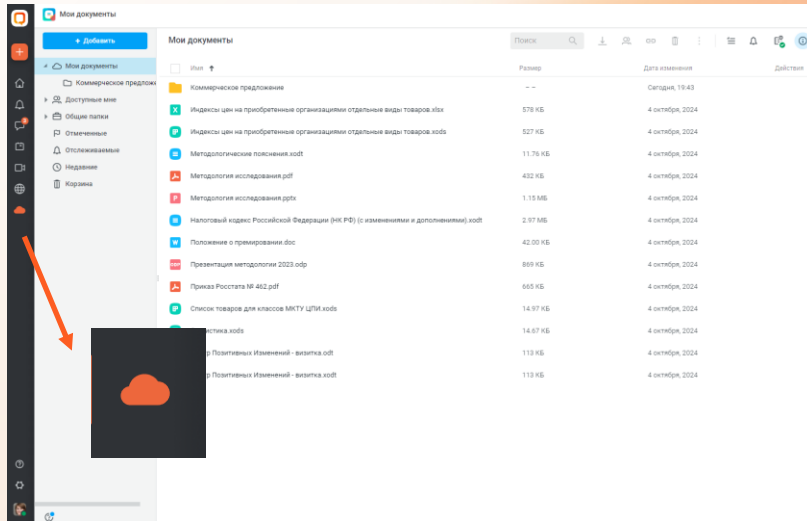 Мои документы
+ Добавить
Мои документы
Коммерческое предложе
Доступные мне
Общие папки
Отмеченные
Отслеживаемые
Недавние
Корзина
Мои документы
Поиск
Имя
Размер
Дата изменения
Действия
Коммерческое предложение
– –
Сегодня, 19:43
Индексы цен на приобретенные организациями отдельные виды товаров.xlsx
578 КБ
4 октября, 2024
Индексы цен на приобретенные организациями отдельные виды товаров.xods
527 КБ
4 октября, 2024
Методологические пояснения.xodt
11.76 КБ
4 октября, 2024
Методология исследования.pdf
432 КБ
4 октября, 2024
Методология исследования.pptx
1.15 МБ
4 октября, 2024
Налоговый кодекс Российской Федерации (НК РФ) (с изменениями и дополнениями).xodt
2.97 МБ
4 октября, 2024
Положение о премировании.doc
42.00 КБ
4 октября, 2024
Презентация методологии 2023.odp
869 КБ
4 октября, 2024
Приказ Росстата № 462.pdf
665 КБ
4 октября, 2024
Список товаров для классов МКТУ ЦПИ.xods
14.97 КБ
4 октября, 2024
истика.xods
14.67 КБ
4 октября, 2024
р Позитивных Изменений - визитка.odt
113 КБ
4 октября, 2024
р Позитивных Изменений - визитка.xodt
113 КБ
4 октября, 2024